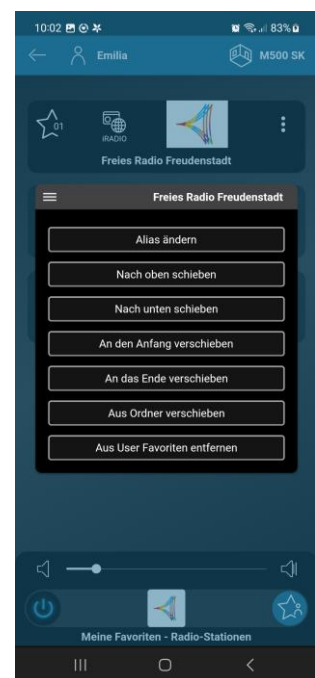 10:02
83%
Emilia
M500 SK
01
iRADIO
Freies Radio Freudenstadt
Freies Radio Freudenstadt
Alias ändern
Nach oben schieben
Nach unten schieben
An den Anfang verschieben
An das Ende verschieben
Aus Ordner verschieben
Aus User Favoriten entfernen
Meine Favoriten - Radio-Stationen